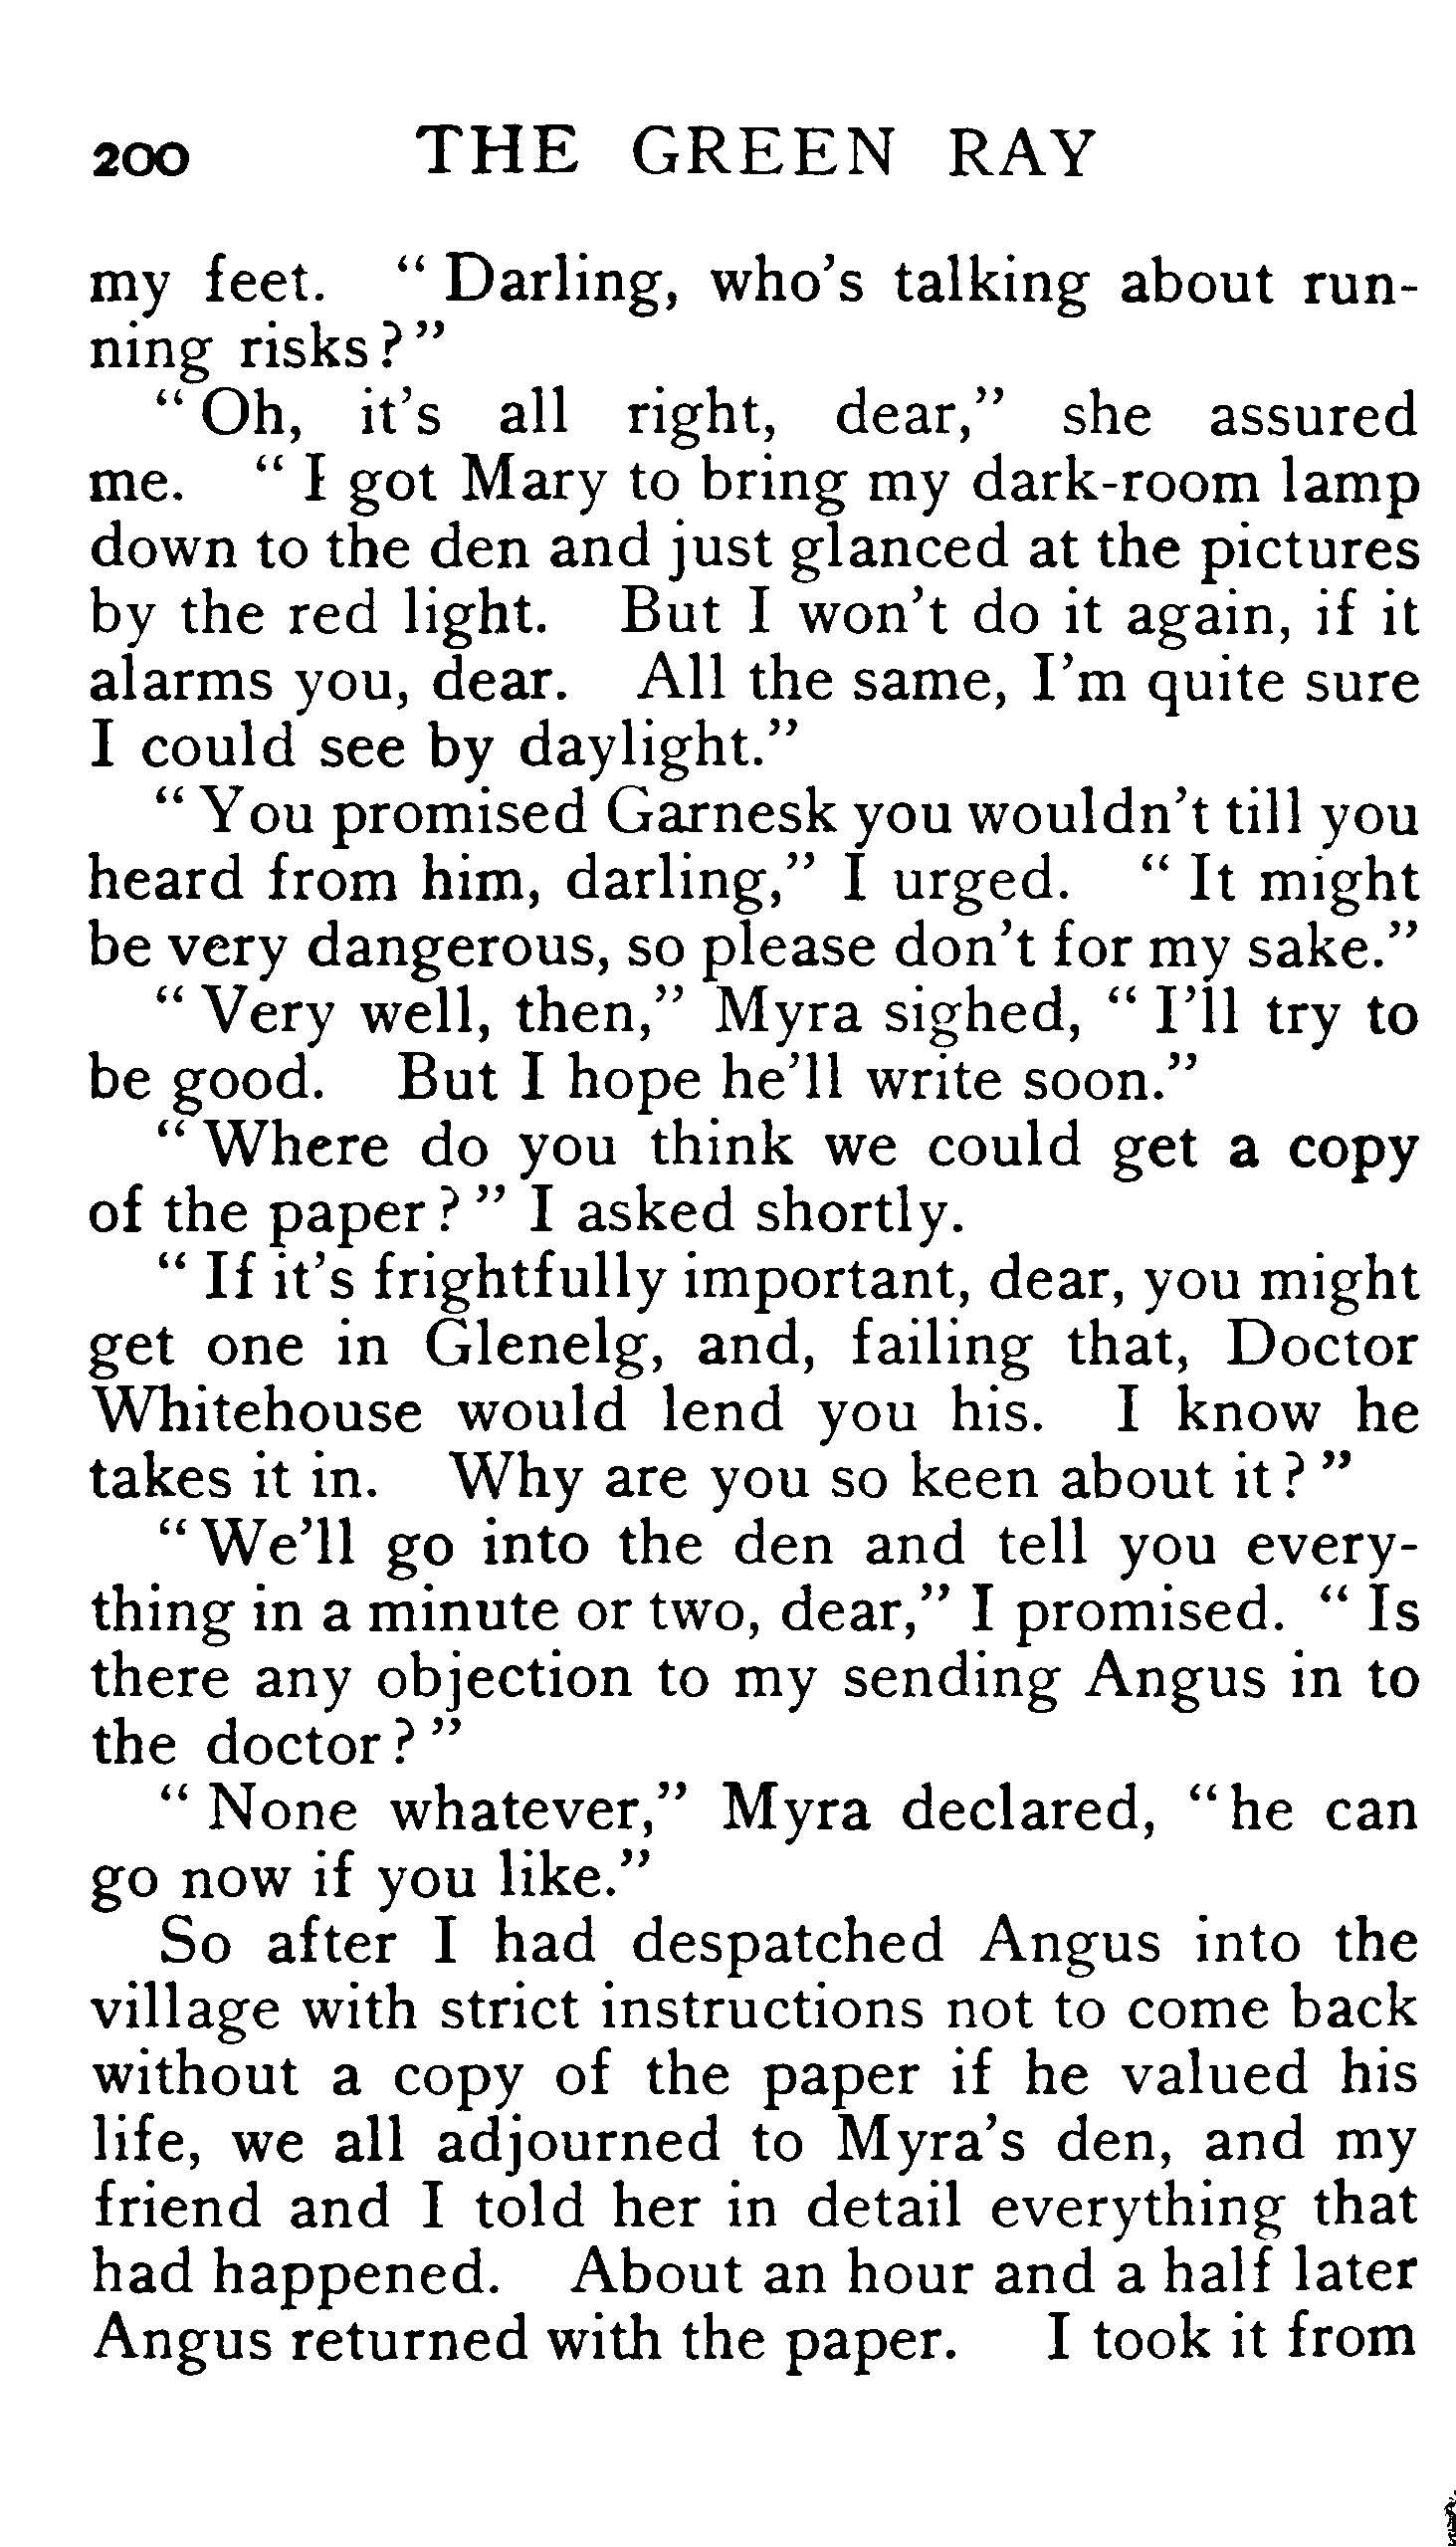 200 THE GREEN RAY
my feet. "Darling, who's talking about run-
ning risks?"
"Oh, it's all right, dear," she assured
me. "I got Mary to bring my dark-room lamp
down to the den and just glanced at the pictures
by the red light. But I won't do it again, if it
alarms you, dear. All the same, I'm quite sure
I could see by daylight."
"You promised Garnesk you wouldn't till you
heard from him, darling," I urged. "It might
be very dangerous, so please don't for my sake."
"Very well, then," Myra sighed, "I'll try to
be good. But I hope he'll write soon."
"Where do you think we could get a copy
of the paper?" I asked shortly.
"If it's frightfully important, dear, you might
get one in Glenelg, and, failing that, Doctor
Whitehouse would lend you his. I know he
takes it in. Why are you so keen about it?"
"We'll go into the den and tell you every-
thing in a minute or two, dear," I promised. "Is
there any objection to my sending Angus in to
the doctor?"
"None whatever," Myra declared, "he can
go now if you like."
So after I had despatched Angus into the
village with strict instructions not to come back
without a copy of the paper if he valued his
life, we all adjourned to Myra's den, and my
friend and I told her in detail everything that
had happened. About an hour and a half later
Angus returned with the paper. I took it from